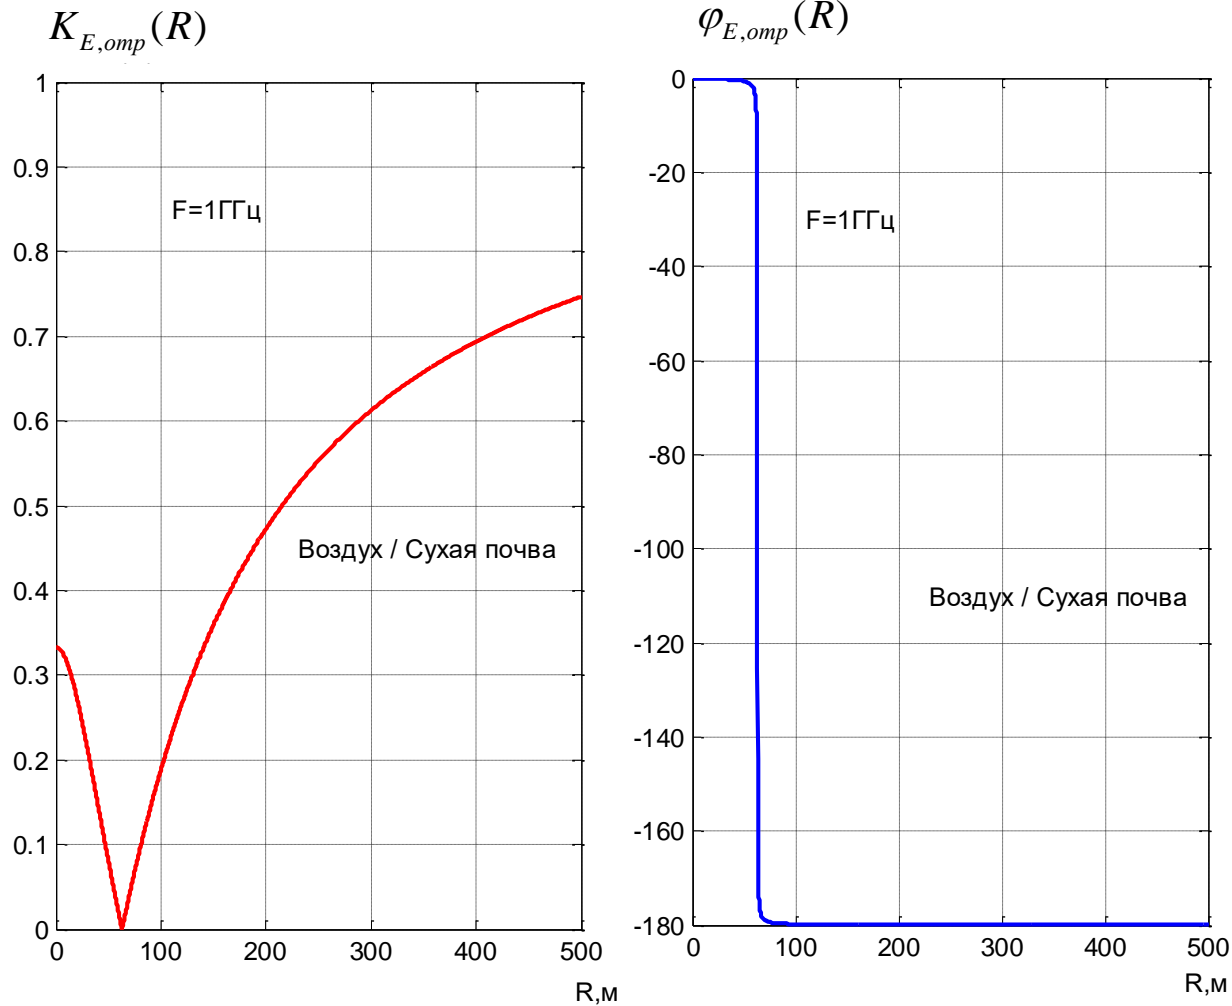 K_{E,отр}(R)
1
0.9
0.8
0.7
0.6
0.5
0.4
0.3
0.2
0.1
0
F=1ГГц
Воздух / Сухая почва
0 100 200 300 400 500
R,м
φ_{E,отр}(R)
0
-20
-40
-60
-80
-100
-120
-140
-160
-180
F=1ГГц
Воздух / Сухая почва
0 100 200 300 400 500
R,м